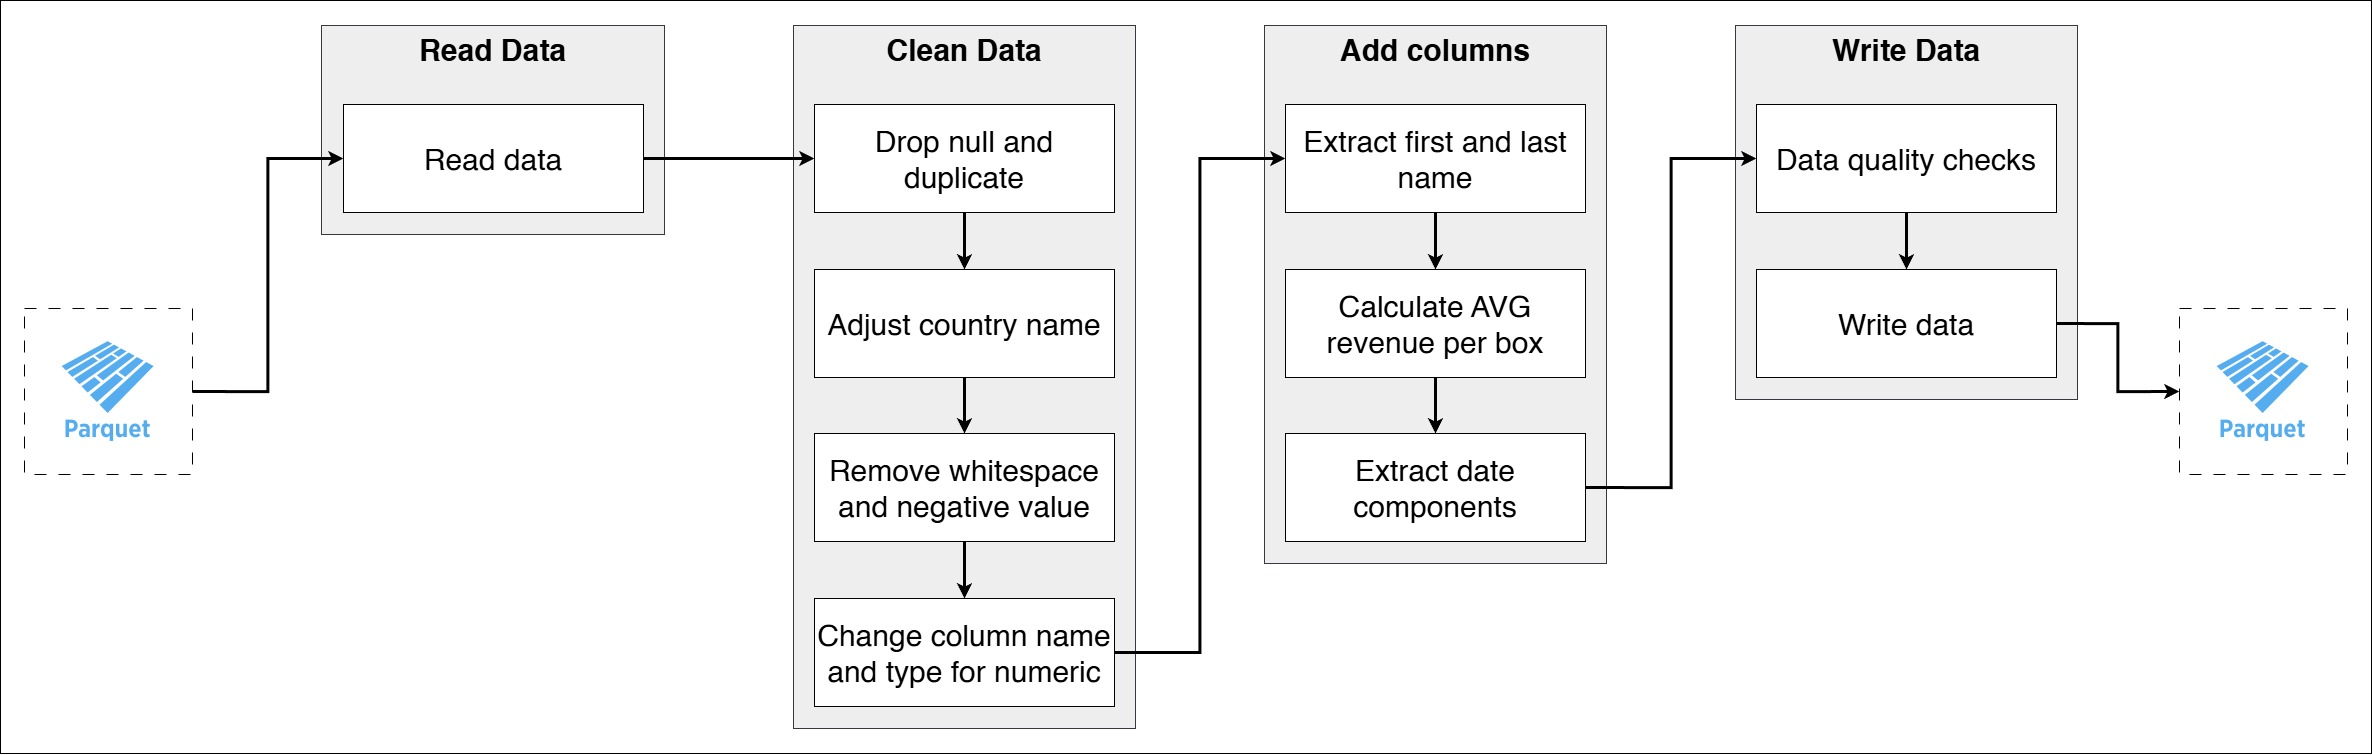 Read Data
Read data
Clean Data
Drop null and
duplicate
Adjust country name
Remove whitespace
and negative value
Change column name
and type for numeric
Add columns
Extract first and last
name
Calculate AVG
revenue per box
Extract date
components
Write Data
Data quality checks
Write data
Parquet
Parquet